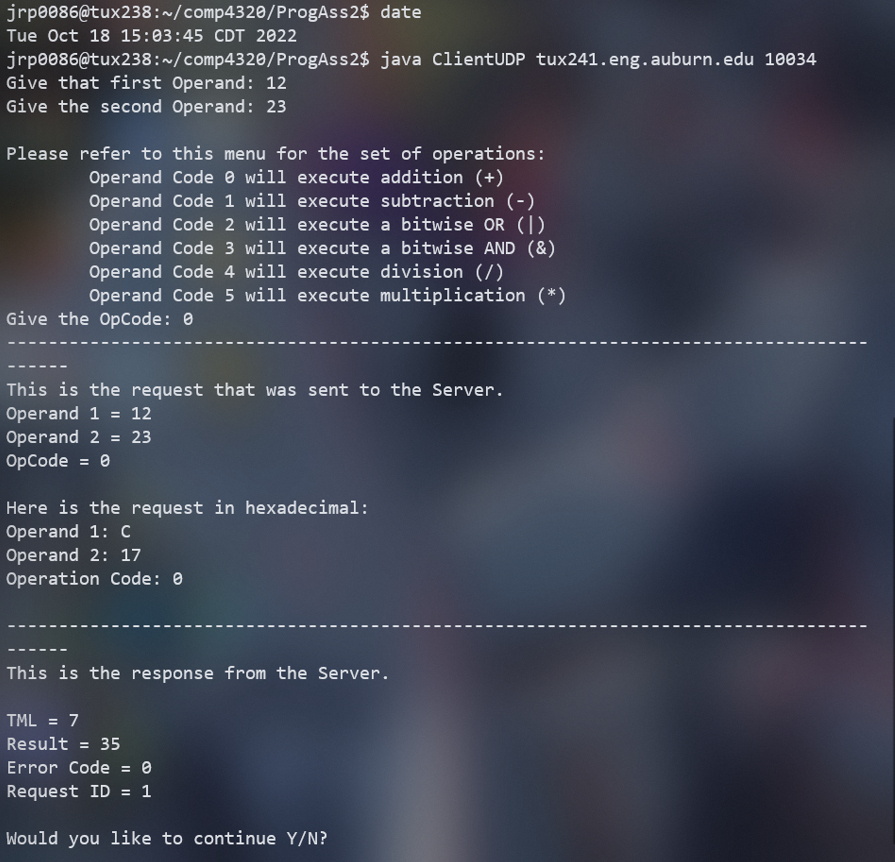 jrp0086@tux238:~/comp4320/ProgAss2$ date
Tue Oct 18 15:03:45 CDT 2022
jrp0086@tux238:~/comp4320/ProgAss2$ java ClientUDP tux241.eng.auburn.edu 10034
Give that first Operand: 12
Give the second Operand: 23

Please refer to this menu for the set of operations:
        Operand Code 0 will execute addition (+)
        Operand Code 1 will execute subtraction (-)
        Operand Code 2 will execute a bitwise OR (|)
        Operand Code 3 will execute a bitwise AND (&)
        Operand Code 4 will execute division (/)
        Operand Code 5 will execute multiplication (*)
Give the OpCode: 0
-----------------------------------------------------------------------------------
------
This is the request that was sent to the Server.
Operand 1 = 12
Operand 2 = 23
OpCode = 0

Here is the request in hexadecimal:
Operand 1: C
Operand 2: 17
Operation Code: 0

-----------------------------------------------------------------------------------
------
This is the response from the Server.

TML = 7
Result = 35
Error Code = 0
Request ID = 1

Would you like to continue Y/N?